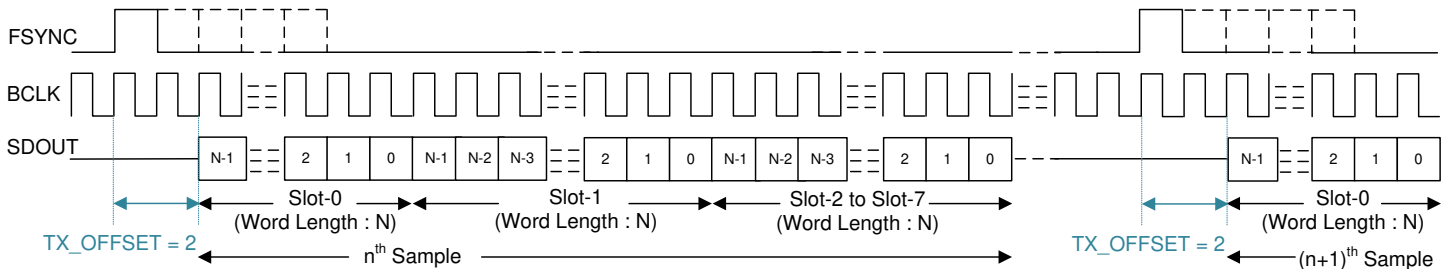 FSYNC
BCLK
SDOUT N-1 2 1 0 N-1 N-2 N-3 2 1 0 N-1 N-2 N-3 2 1 0 N-1 2 1 0
Slot-0 Slot-1 Slot-2 to Slot-7 Slot-0
(Word Length : N) (Word Length : N) (Word Length : N) (Word Length : N)
TX_OFFSET = 2 nth Sample TX_OFFSET = 2 (n+1)th Sample